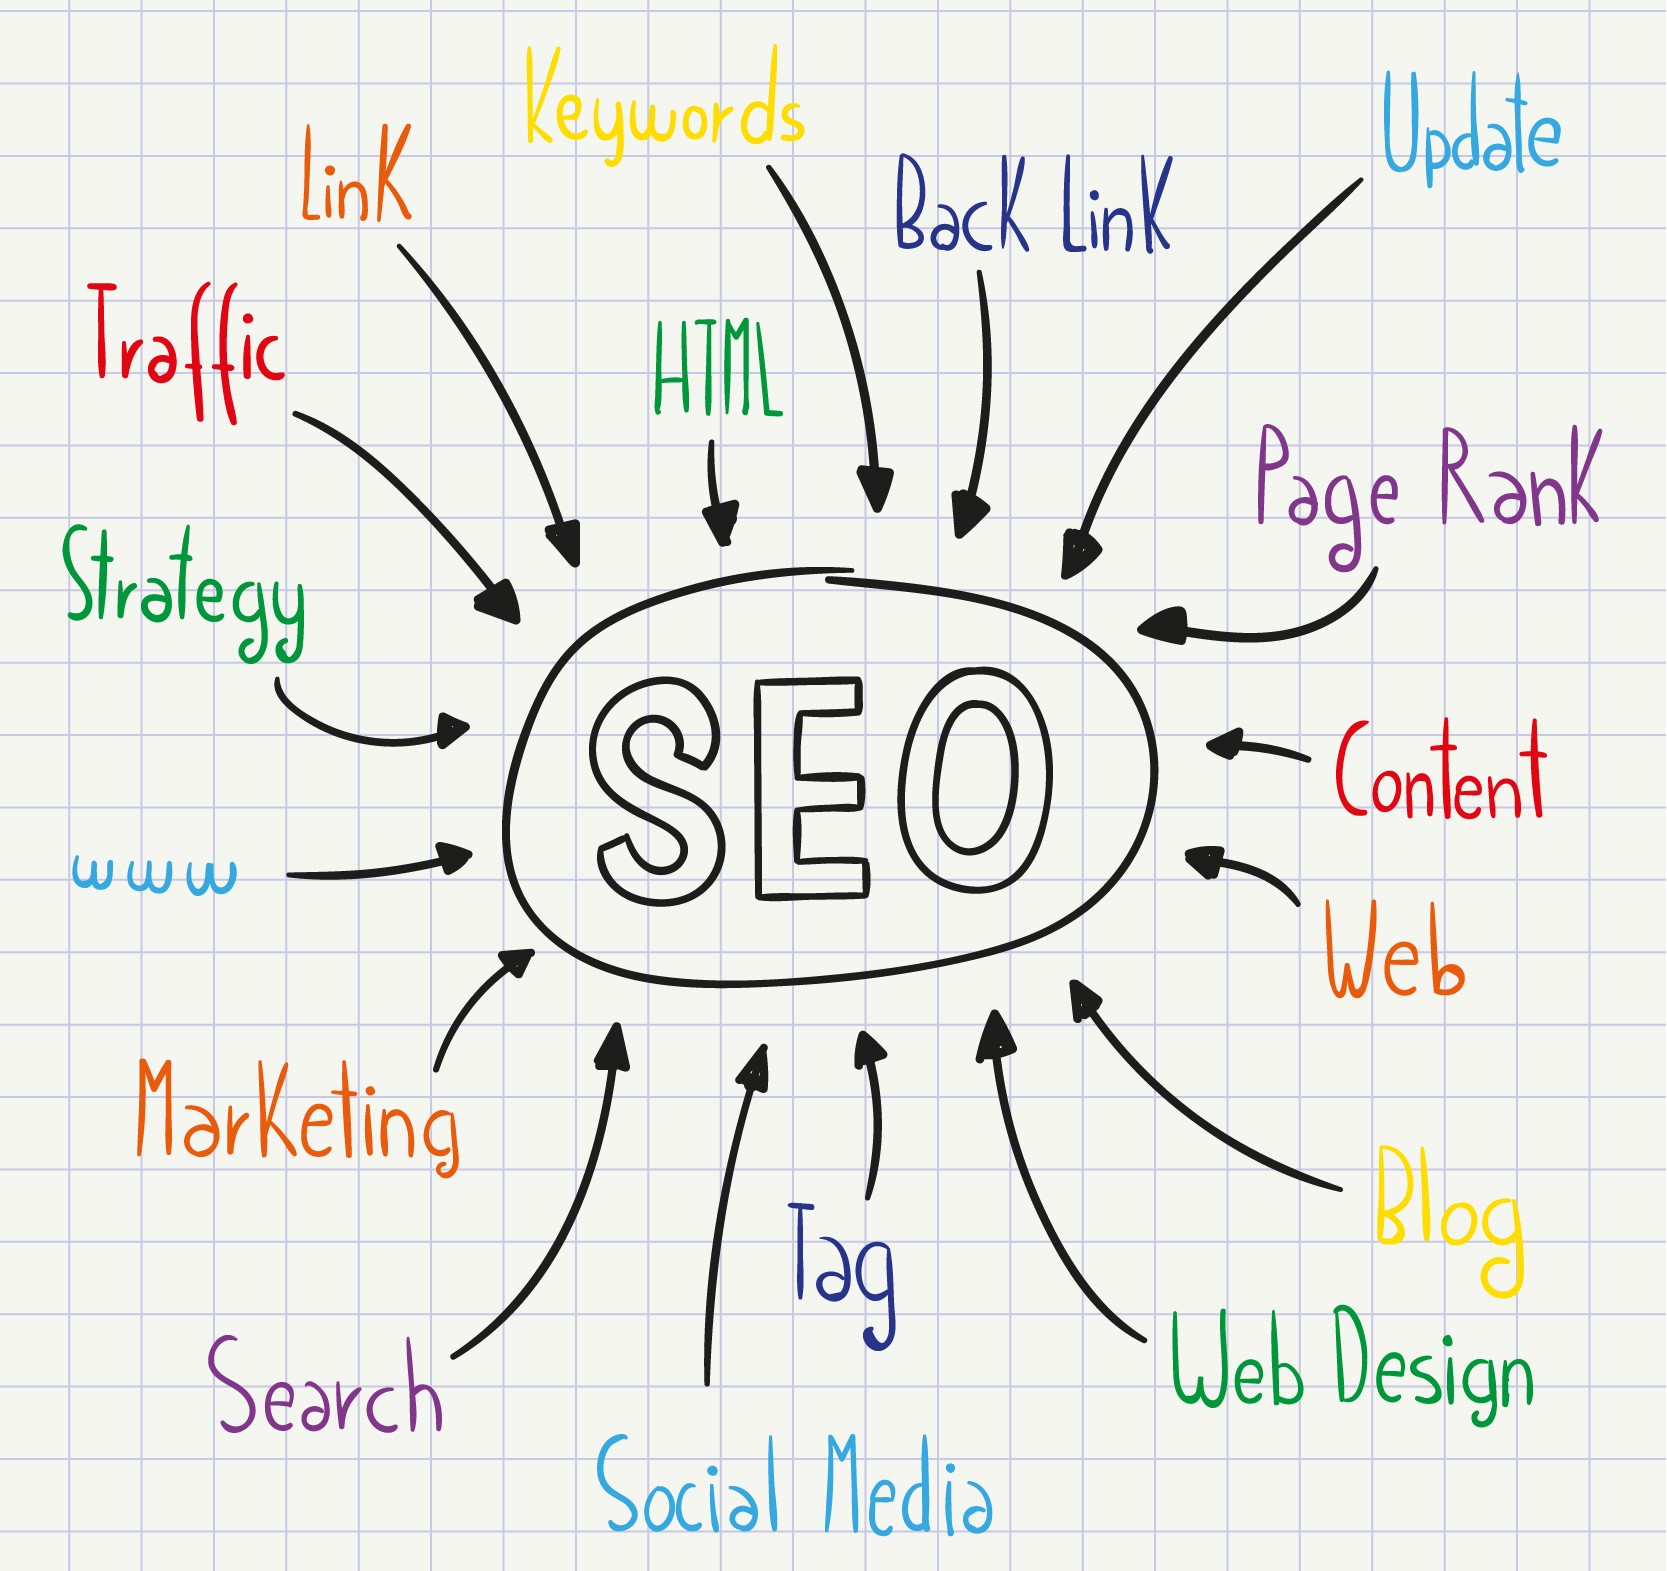 Keywords
Update
Link
Back Link
Traffic
HTML
Page Rank
Strategy
SEO
Content
www
Web
Marketing
Blog
Tag
Search
Web Design
Social Media